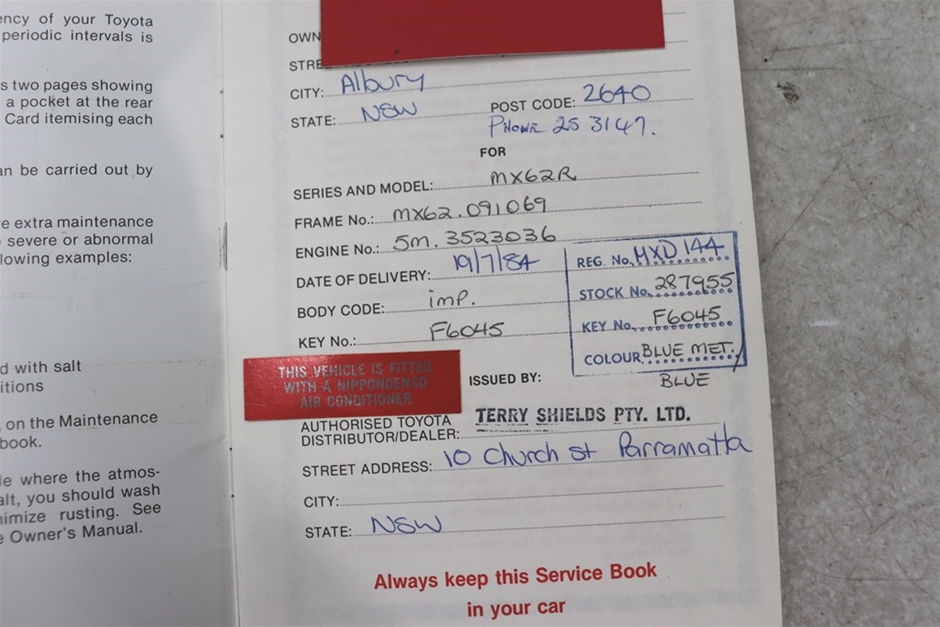 ency of your Toyota
periodic intervals is
s two pages showing
a pocket at the rear
Card itemising each
an be carried out by
ve extra maintenance
severe or abnormal
llowing examples:
d with salt
itions
, on the Maintenance
book.
le where the atmos-
alt, you should wash
nimize rusting. See
e Owner's Manual.
OWN
STRE
CITY: Albury
STATE: NSW POST CODE: 2640
PHONE 25 3147.
FOR
SERIES AND MODEL: MX62R
FRAME No.: MX62.091069
ENGINE No.: 5M.3523036
DATE OF DELIVERY: 19/7/84
BODY CODE: imp.
KEY No.: F6045
REG. No. MXD 144
STOCK No. 287955
KEY No. F6045
COLOUR BLUE MET./
BLUE
THIS VEHICLE IS FITTED
WITH A NIPPONDENSO
AIR CONDITIONER
ISSUED BY:
AUTHORISED TOYOTA
DISTRIBUTOR/DEALER: TERRY SHIELDS PTY. LTD.
STREET ADDRESS: 10 Church St Parramatta
CITY:
STATE: NSW
Always keep this Service Book
in your car